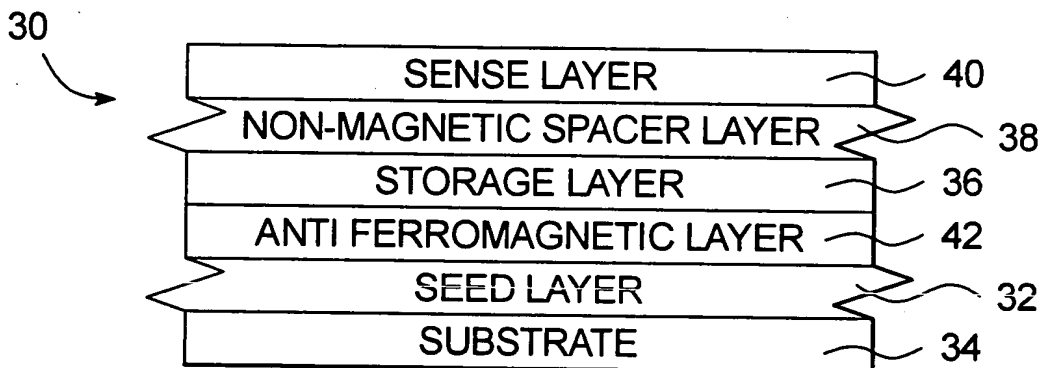 30
SENSE LAYER 40
NON-MAGNETIC SPACER LAYER 38
STORAGE LAYER 36
ANTI FERROMAGNETIC LAYER 42
SEED LAYER 32
SUBSTRATE 34